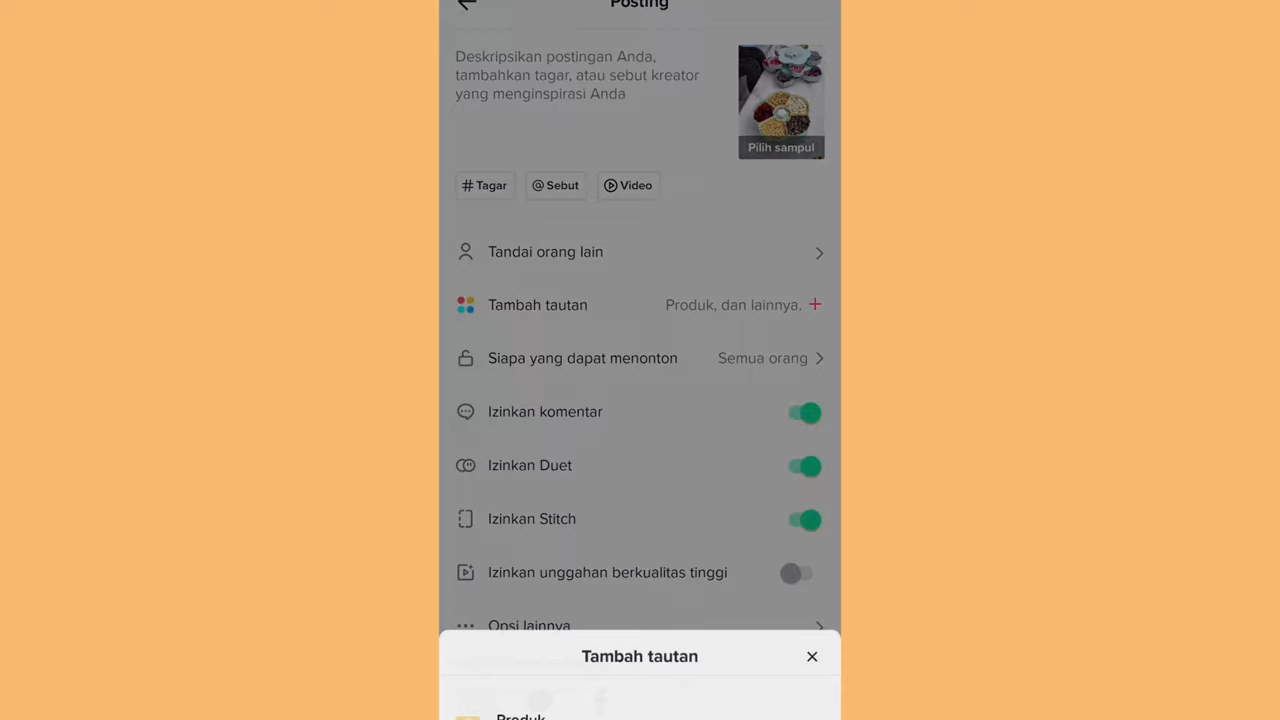 Posting
Deskripsikan postingan Anda,
tambahkan tagar, atau sebut kreator
yang menginspirasi Anda
Pilih sampul
# Tagar
@ Sebut
Video
Tandai orang lain
Tambah tautan
Produk, dan lainnya.
Siapa yang dapat menonton
Semua orang
Izinkan komentar
Izinkan Duet
Izinkan Stitch
Izinkan unggahan berkualitas tinggi
Opsi lainnya
Tambah tautan
Produk